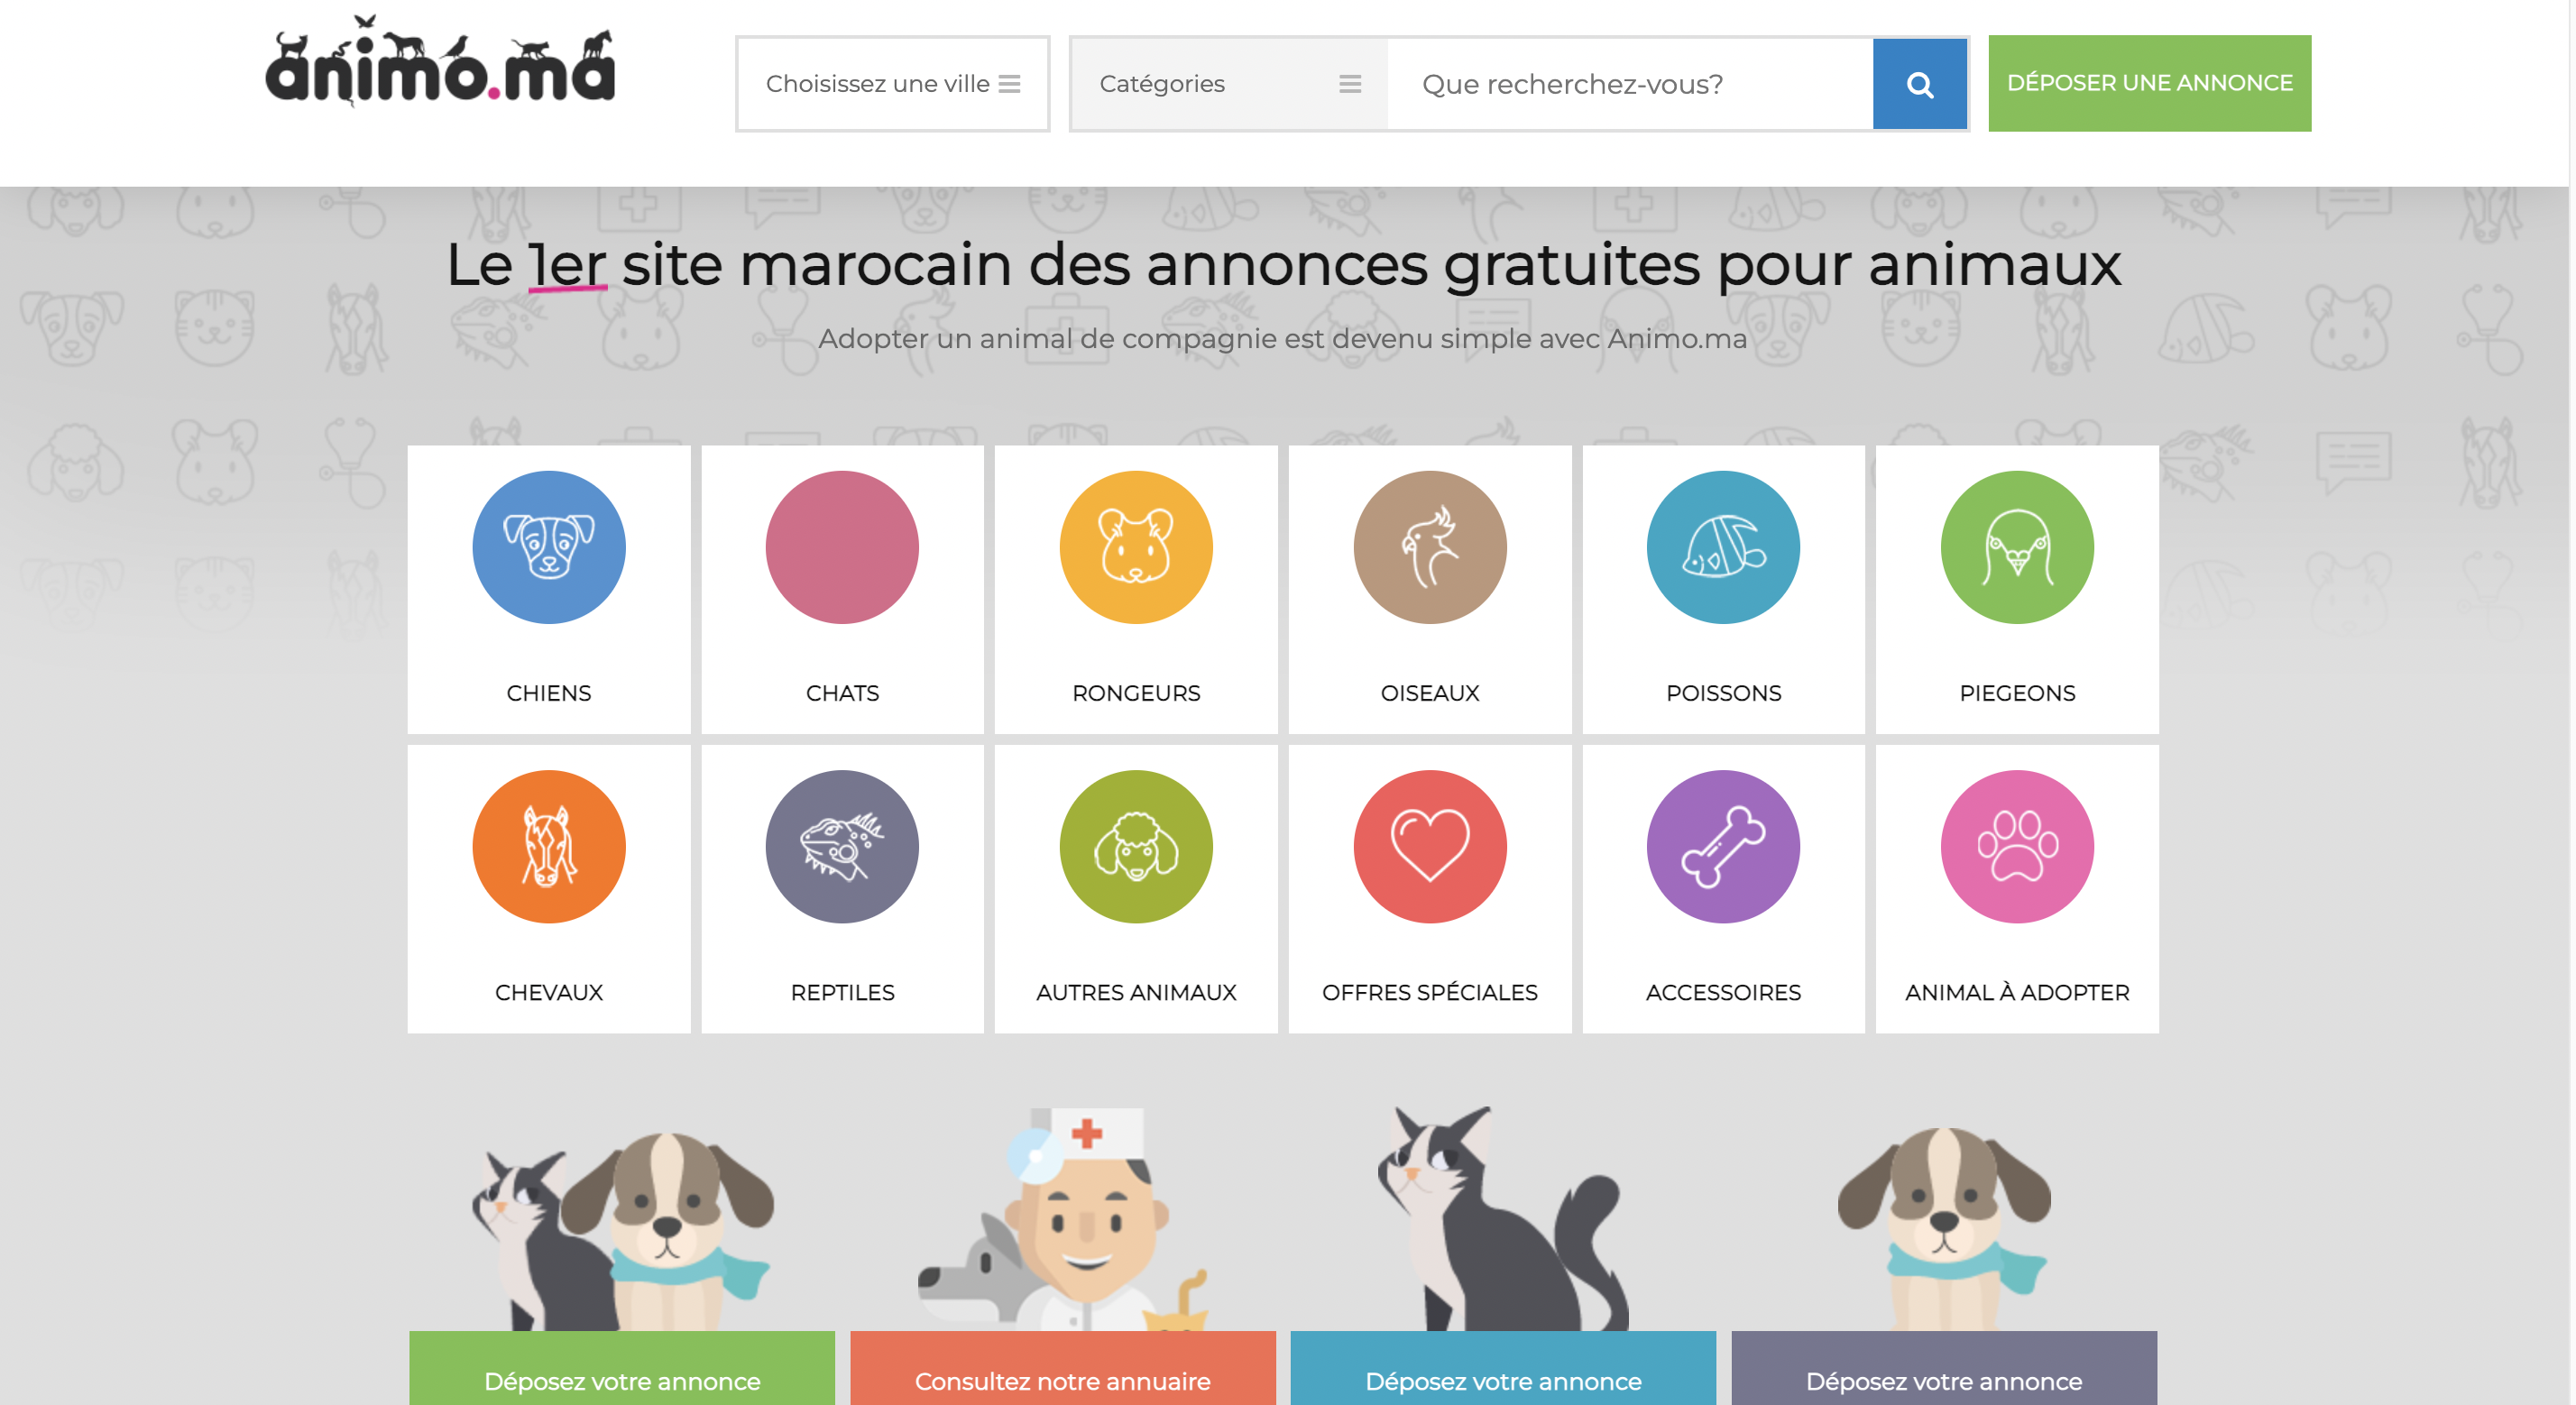 animo.ma
Choisissez une ville
Catégories
Que recherchez-vous?
DÉPOSER UNE ANNONCE
Le 1er site marocain des annonces gratuites pour animaux
Adopter un animal de compagnie est devenu simple avec Animo.ma
CHIENS
CHATS
RONGEURS
OISEAUX
POISSONS
PIEGEONS
CHEVAUX
REPTILES
AUTRES ANIMAUX
OFFRES SPÉCIALES
ACCESSOIRES
ANIMAL À ADOPTER
Déposez votre annonce
Consultez notre annuaire
Déposez votre annonce
Déposez votre annonce